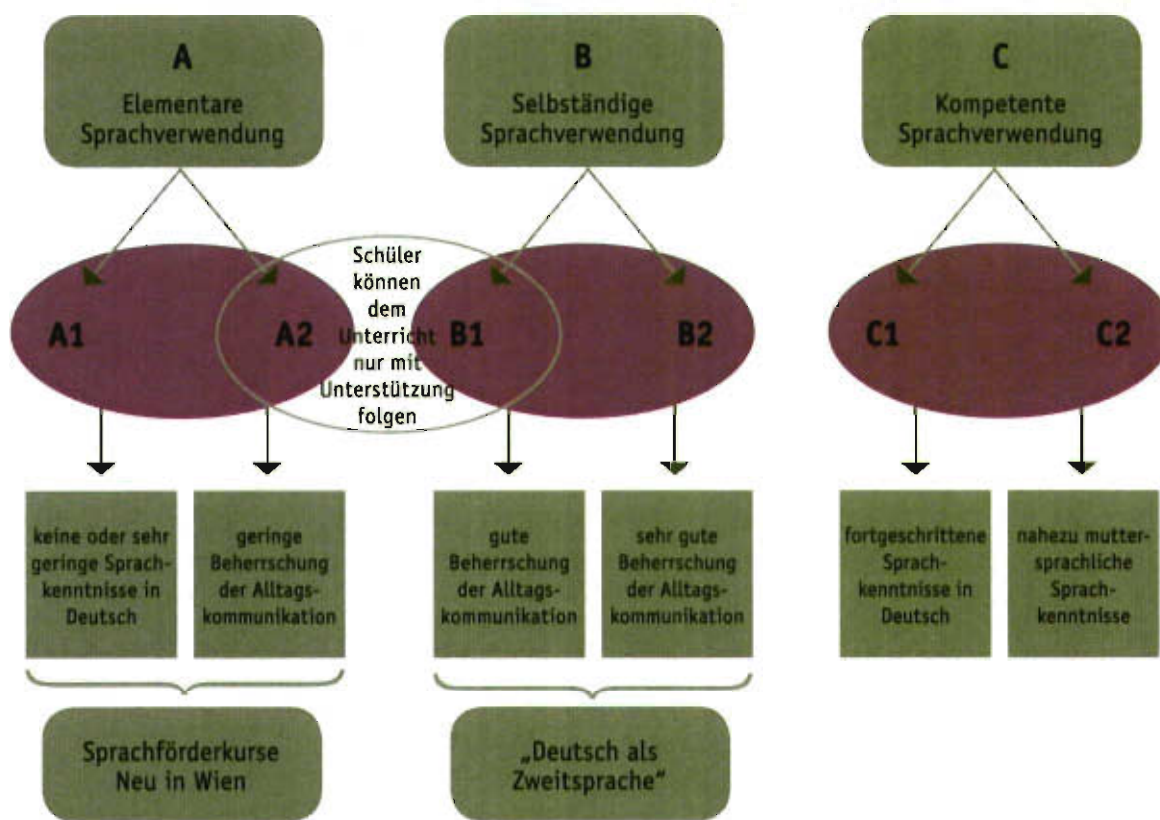 A
Elementare
Sprachverwendung
B
Selbständige
Sprachverwendung
C
Kompetente
Sprachverwendung
A1
A2
Schüler
können
dem
Unterricht
nur mit
Unterstützung
folgen
B1
B2
C1
C2
keine oder sehr
geringe Sprach-
kenntnisse in
Deutsch
geringe
Beherrschung
der Alltags-
kommunikation
gute
Beherrschung
der Alltags-
kommunikation
sehr gute
Beherrschung
der Alltags-
kommunikation
fortgeschrittene
Sprach-
kenntnisse in
Deutsch
nahezu mutter-
sprachliche
Sprach-
kenntnisse
Sprachförderkurse
Neu in Wien
„Deutsch als
Zweitsprache“